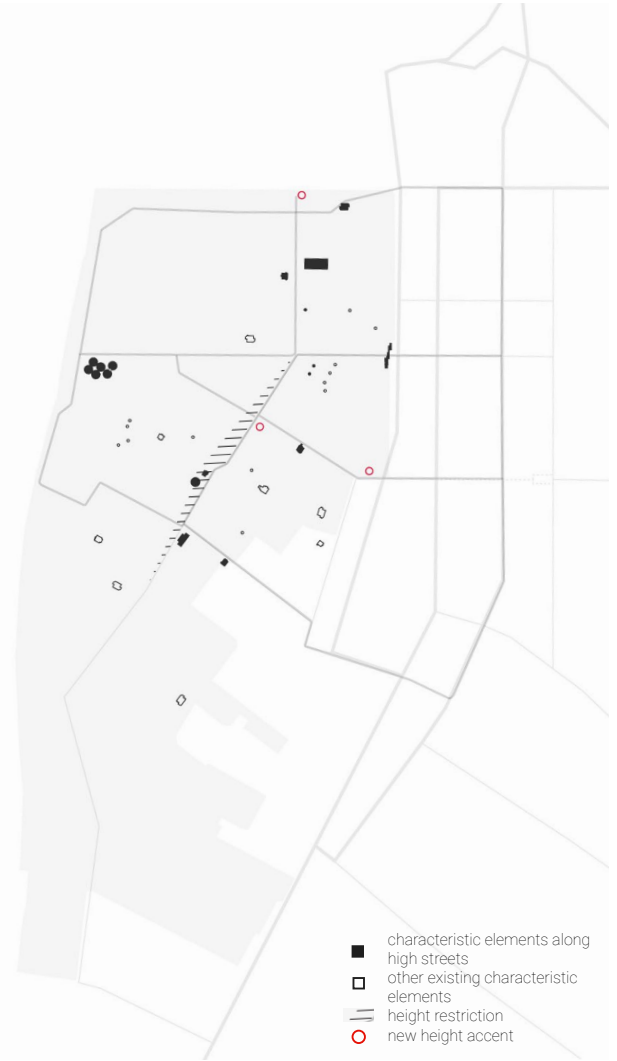 characteristic elements along
high streets
other existing characteristic
elements
height restriction
new height accent